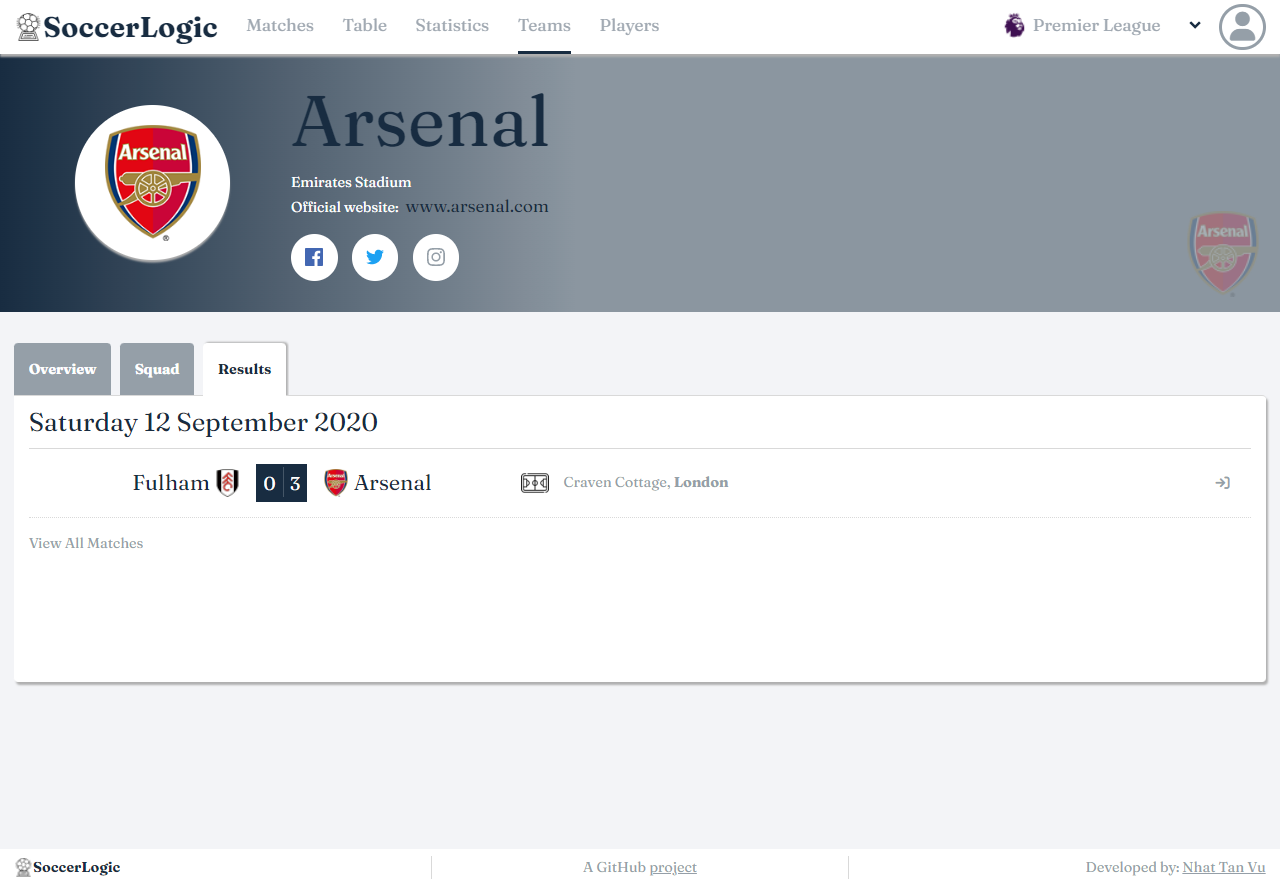 SoccerLogic Matches Table Statistics Teams Players Premier League
Arsenal
Arsenal
Emirates Stadium
Official website: www.arsenal.com
Arsenal
Overview Squad Results
Saturday 12 September 2020
Fulham 0 3 Arsenal Craven Cottage, London
View All Matches
SoccerLogic A GitHub project Developed by: Nhat Tan Vu